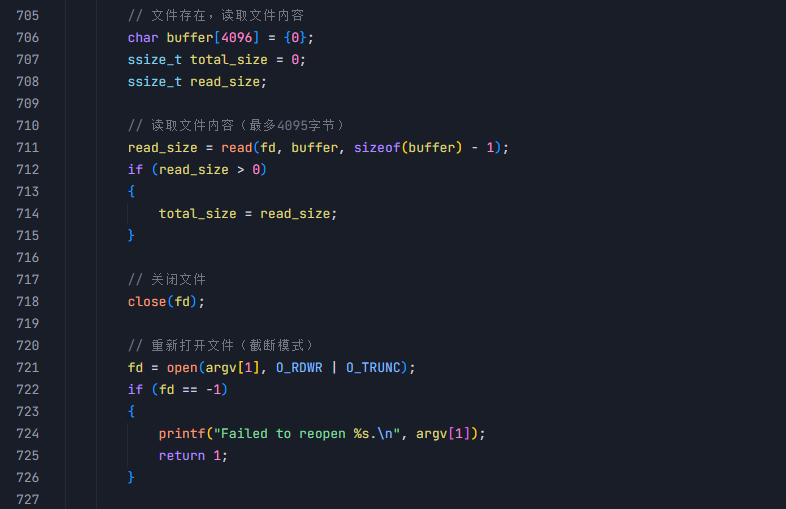 705 // 文件存在，读取文件内容
706 char buffer[4096] = {0};
707 ssize_t total_size = 0;
708 ssize_t read_size;
709
710 // 读取文件内容（最多4095字节）
711 read_size = read(fd, buffer, sizeof(buffer) - 1);
712 if (read_size > 0)
713 {
714 total_size = read_size;
715 }
716
717 // 关闭文件
718 close(fd);
719
720 // 重新打开文件（截断模式）
721 fd = open(argv[1], O_RDWR | O_TRUNC);
722 if (fd == -1)
723 {
724 printf("Failed to reopen %s.\n", argv[1]);
725 return 1;
726 }
727